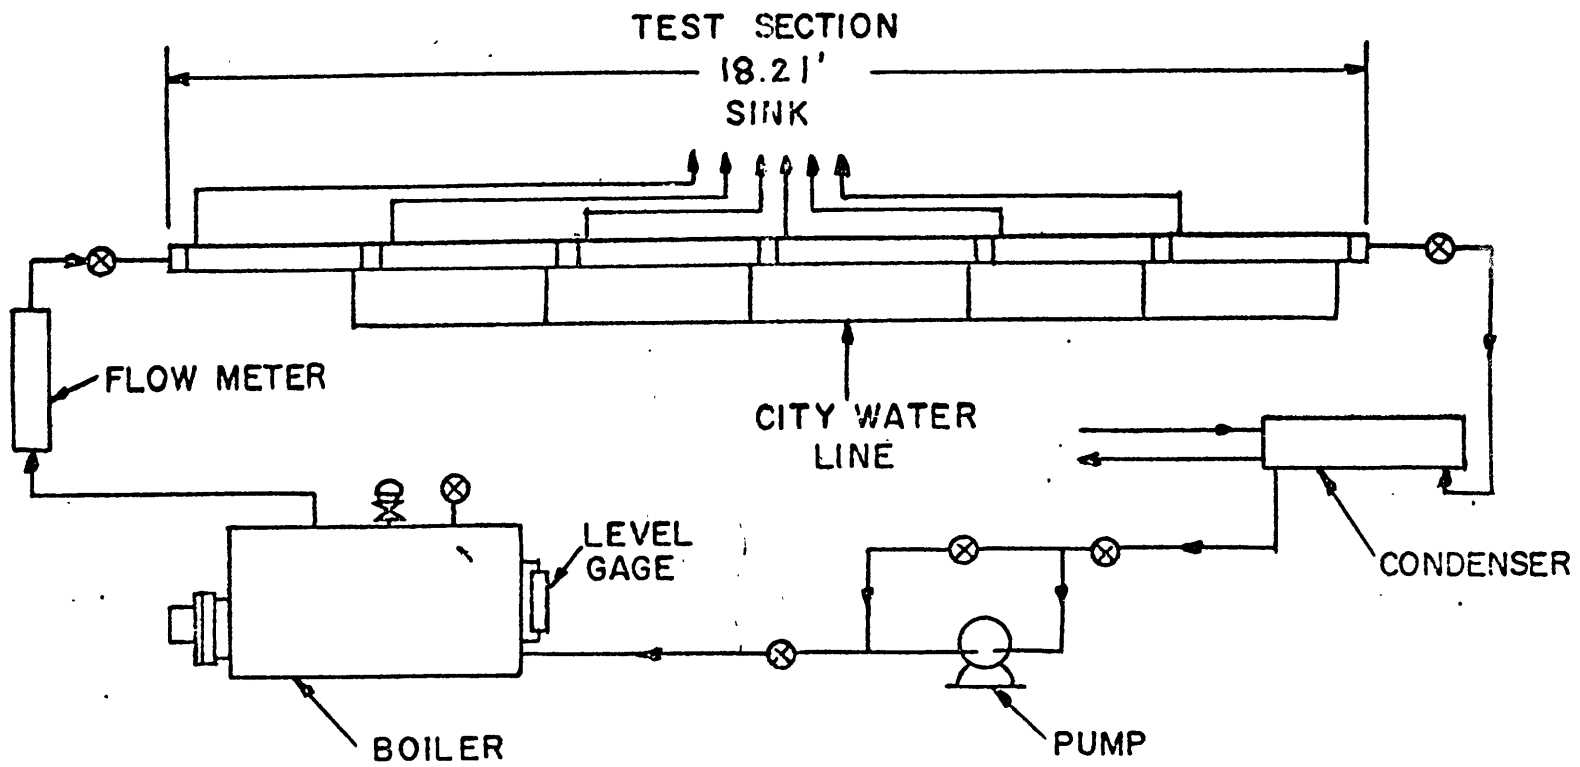 TEST SECTION
18.21'
SINK
FLOW METER
CITY WATER
LINE
LEVEL
GAGE
CONDENSER
BOILER
PUMP